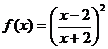 f(x) = ((x−2)/(x+2))²